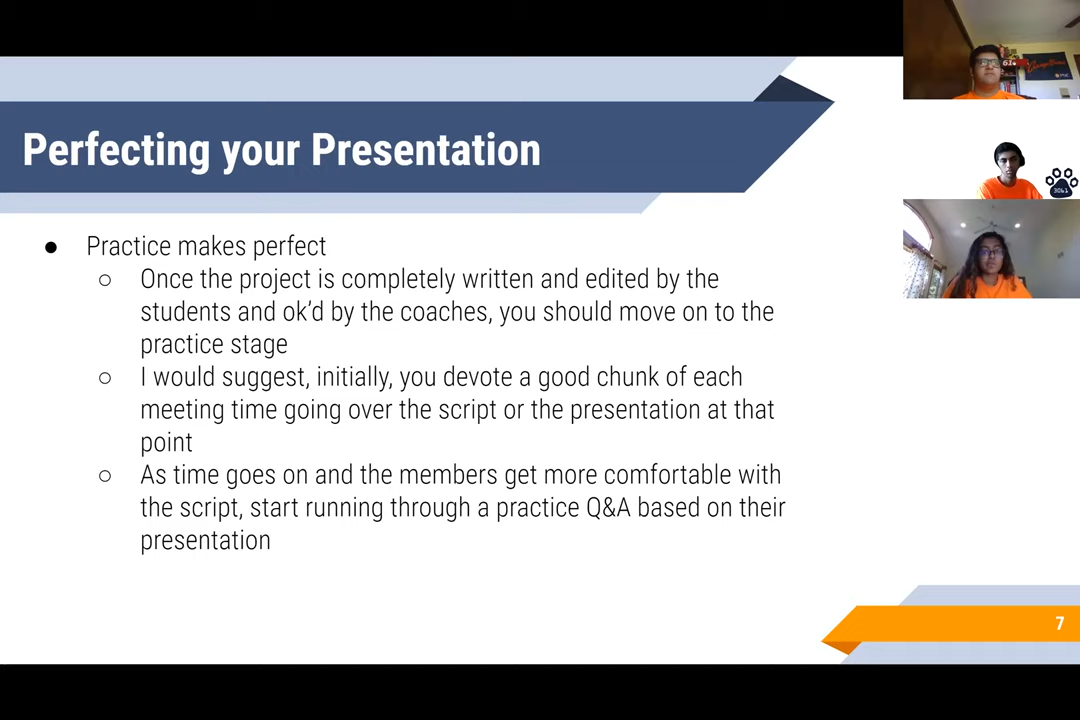 Perfecting your Presentation
● Practice makes perfect
○ Once the project is completely written and edited by the
students and ok’d by the coaches, you should move on to the
practice stage
○ I would suggest, initially, you devote a good chunk of each
meeting time going over the script or the presentation at that
point
○ As time goes on and the members get more comfortable with
the script, start running through a practice Q&A based on their
presentation
7
3061